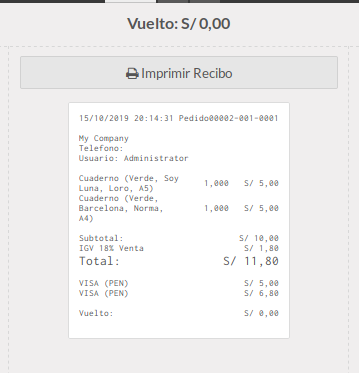 Vuelto: S/ 0,00
Imprimir Recibo
15/10/2019 20:14:31 Pedido00002-001-0001
My Company
Telefono:
Usuario: Administrator
Cuaderno (Verde, Soy 1,000 S/ 5,00
Luna, Loro, A5)
Cuaderno (Verde,
Barcelona, Norma, 1,000 S/ 5,00
A4)
Subtotal: S/ 10,00
IGV 18% Venta S/ 1,80
Total: S/ 11,80
VISA (PEN) S/ 5,00
VISA (PEN) S/ 6,80
Vuelto: S/ 0,00